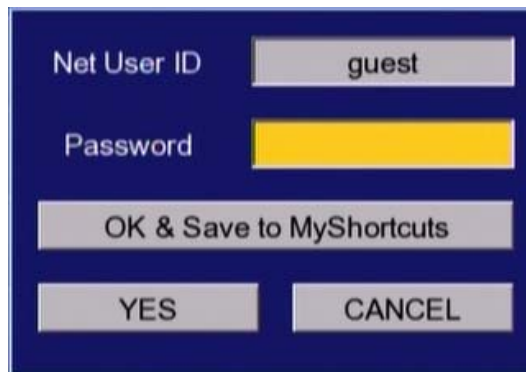 Net User ID guest
Password
OK & Save to MyShortcuts
YES CANCEL